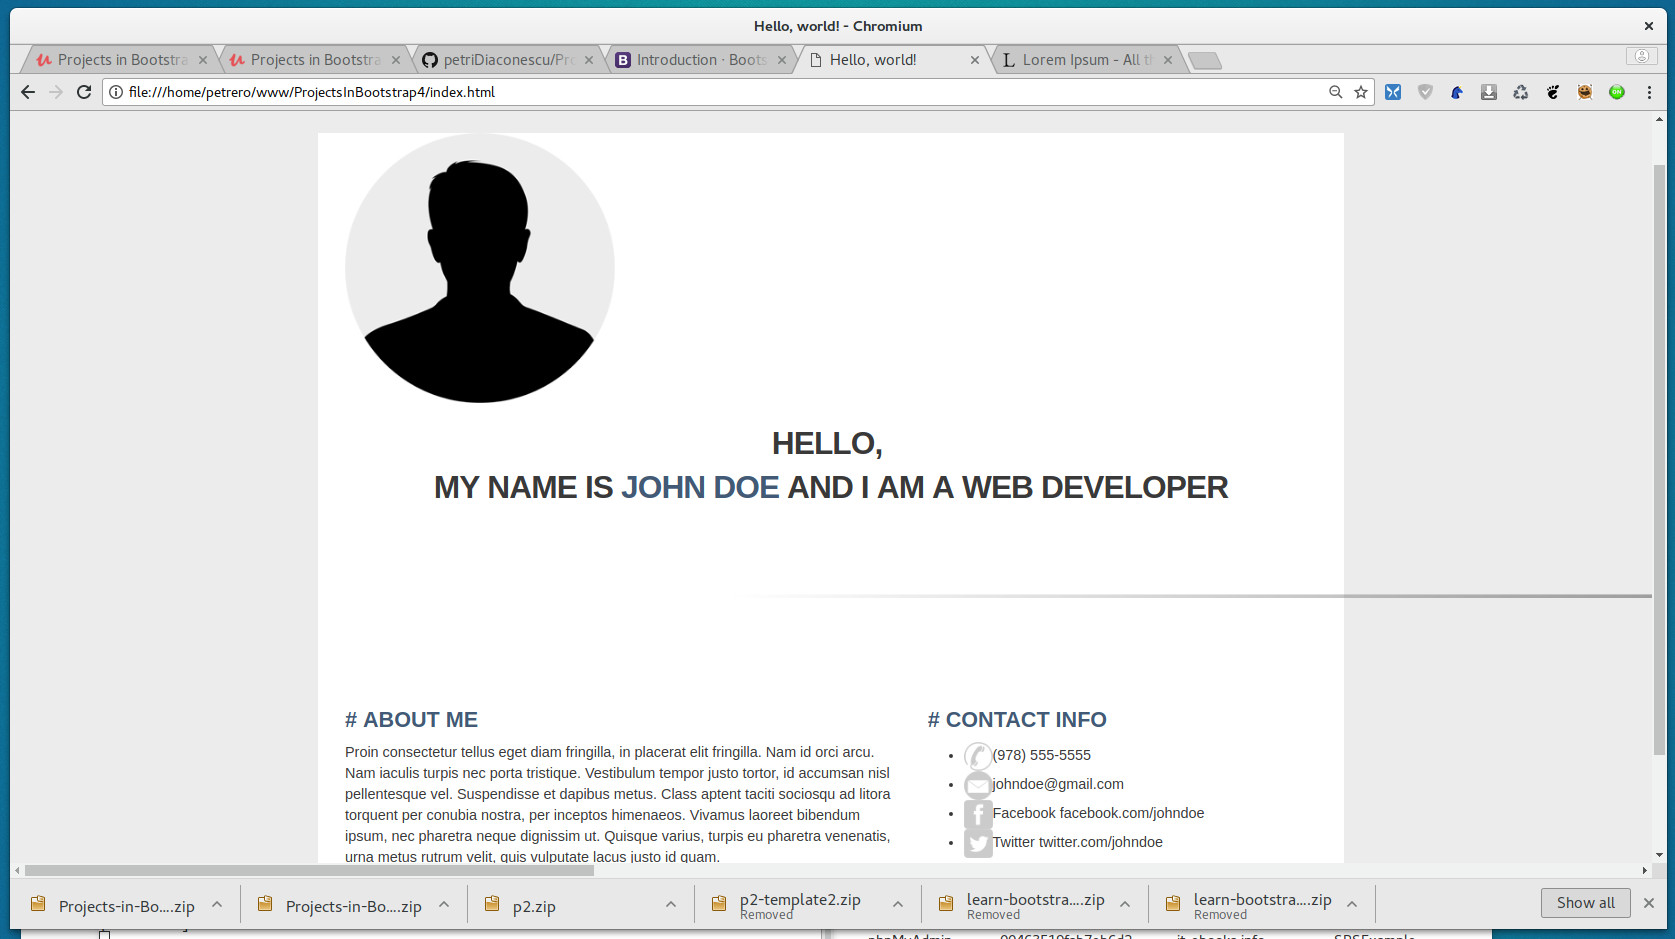 Hello, world! - Chromium
Projects in Bootstra
Projects in Bootstra
petriDiaconescu/Pro
Introduction · Boots
Hello, world!
Lorem Ipsum - All th
file:///home/petrero/www/ProjectsInBootstrap4/index.html
ON
HELLO,
MY NAME IS JOHN DOE AND I AM A WEB DEVELOPER
# ABOUT ME
Proin consectetur tellus eget diam fringilla, in placerat elit fringilla. Nam id orci arcu.
Nam iaculis turpis nec porta tristique. Vestibulum tempor justo tortor, id accumsan nisl
pellentesque vel. Suspendisse et dapibus metus. Class aptent taciti sociosqu ad litora
torquent per conubia nostra, per inceptos himenaeos. Vivamus laoreet bibendum
ipsum, nec pharetra neque dignissim ut. Quisque varius, turpis eu pharetra venenatis,
urna metus rutrum velit, quis vulputate lacus justo id quam.
# CONTACT INFO
(978) 555-5555
johndoe@gmail.com
Facebook facebook.com/johndoe
Twitter twitter.com/johndoe
Projects-in-Bo....zip
Projects-in-Bo....zip
p2.zip
p2-template2.zip
Removed
learn-bootstra....zip
Removed
learn-bootstra....zip
Removed
Show all